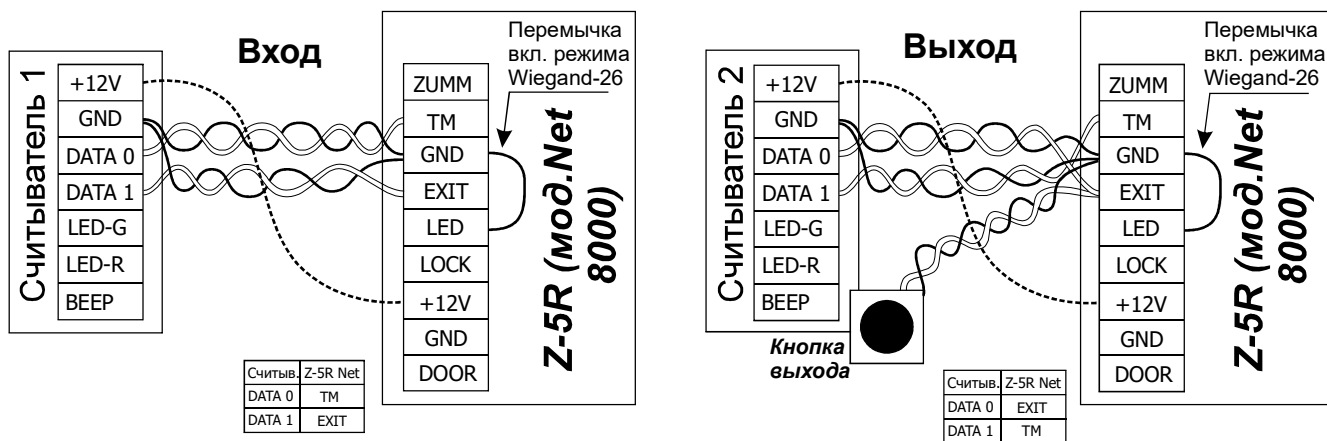 Вход
Считыватель 1
+12V
GND
DATA 0
DATA 1
LED-G
LED-R
BEEP
Перемычка
вкл. режима
Wiegand-26
ZUMM
TM
GND
EXIT
LED
LOCK
+12V
GND
DOOR
Z-5R (мод.Net
8000)
Считыв. Z-5R Net
DATA 0 TM
DATA 1 EXIT
Выход
Считыватель 2
+12V
GND
DATA 0
DATA 1
LED-G
LED-R
BEEP
Кнопка
выхода
Перемычка
вкл. режима
Wiegand-26
ZUMM
TM
GND
EXIT
LED
LOCK
+12V
GND
DOOR
Z-5R (мод.Net
8000)
Считыв. Z-5R Net
DATA 0 EXIT
DATA 1 TM